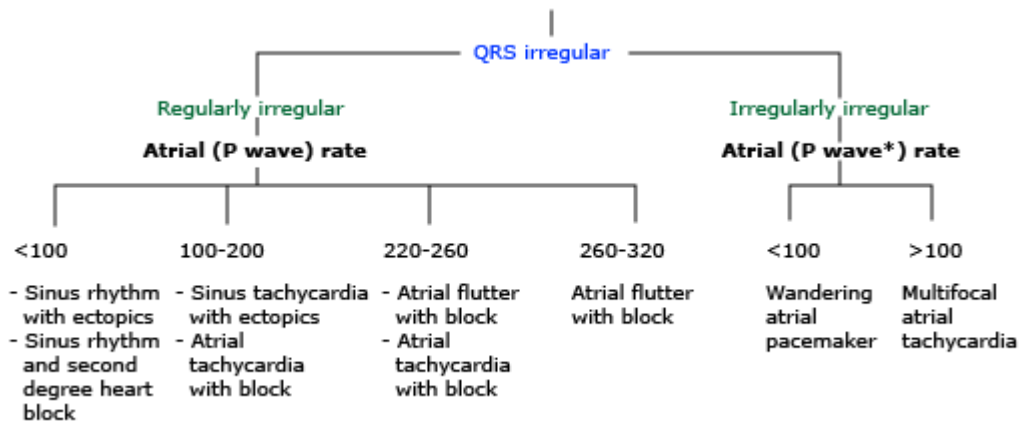 QRS irregular
Regularly irregular
Atrial (P wave) rate
<100
- Sinus rhythm
with ectopics
- Sinus rhythm
and second
degree heart
block
100-200
- Sinus tachycardia
with ectopics
- Atrial
tachycardia
with block
220-260
- Atrial flutter
with block
- Atrial
tachycardia
with block
260-320
Atrial flutter
with block
Irregularly irregular
Atrial (P wave*) rate
<100
Wandering
atrial
pacemaker
>100
Multifocal
atrial
tachycardia